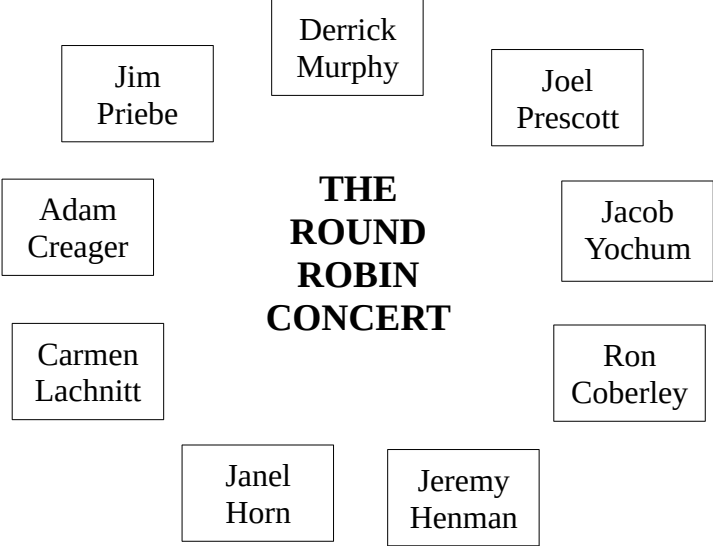 Derrick
Murphy
Jim
Priebe
Joel
Prescott
Adam
Creager
THE
ROUND
ROBIN
CONCERT
Jacob
Yochum
Carmen
Lachnitt
Ron
Coberley
Janel
Horn
Jeremy
Henman